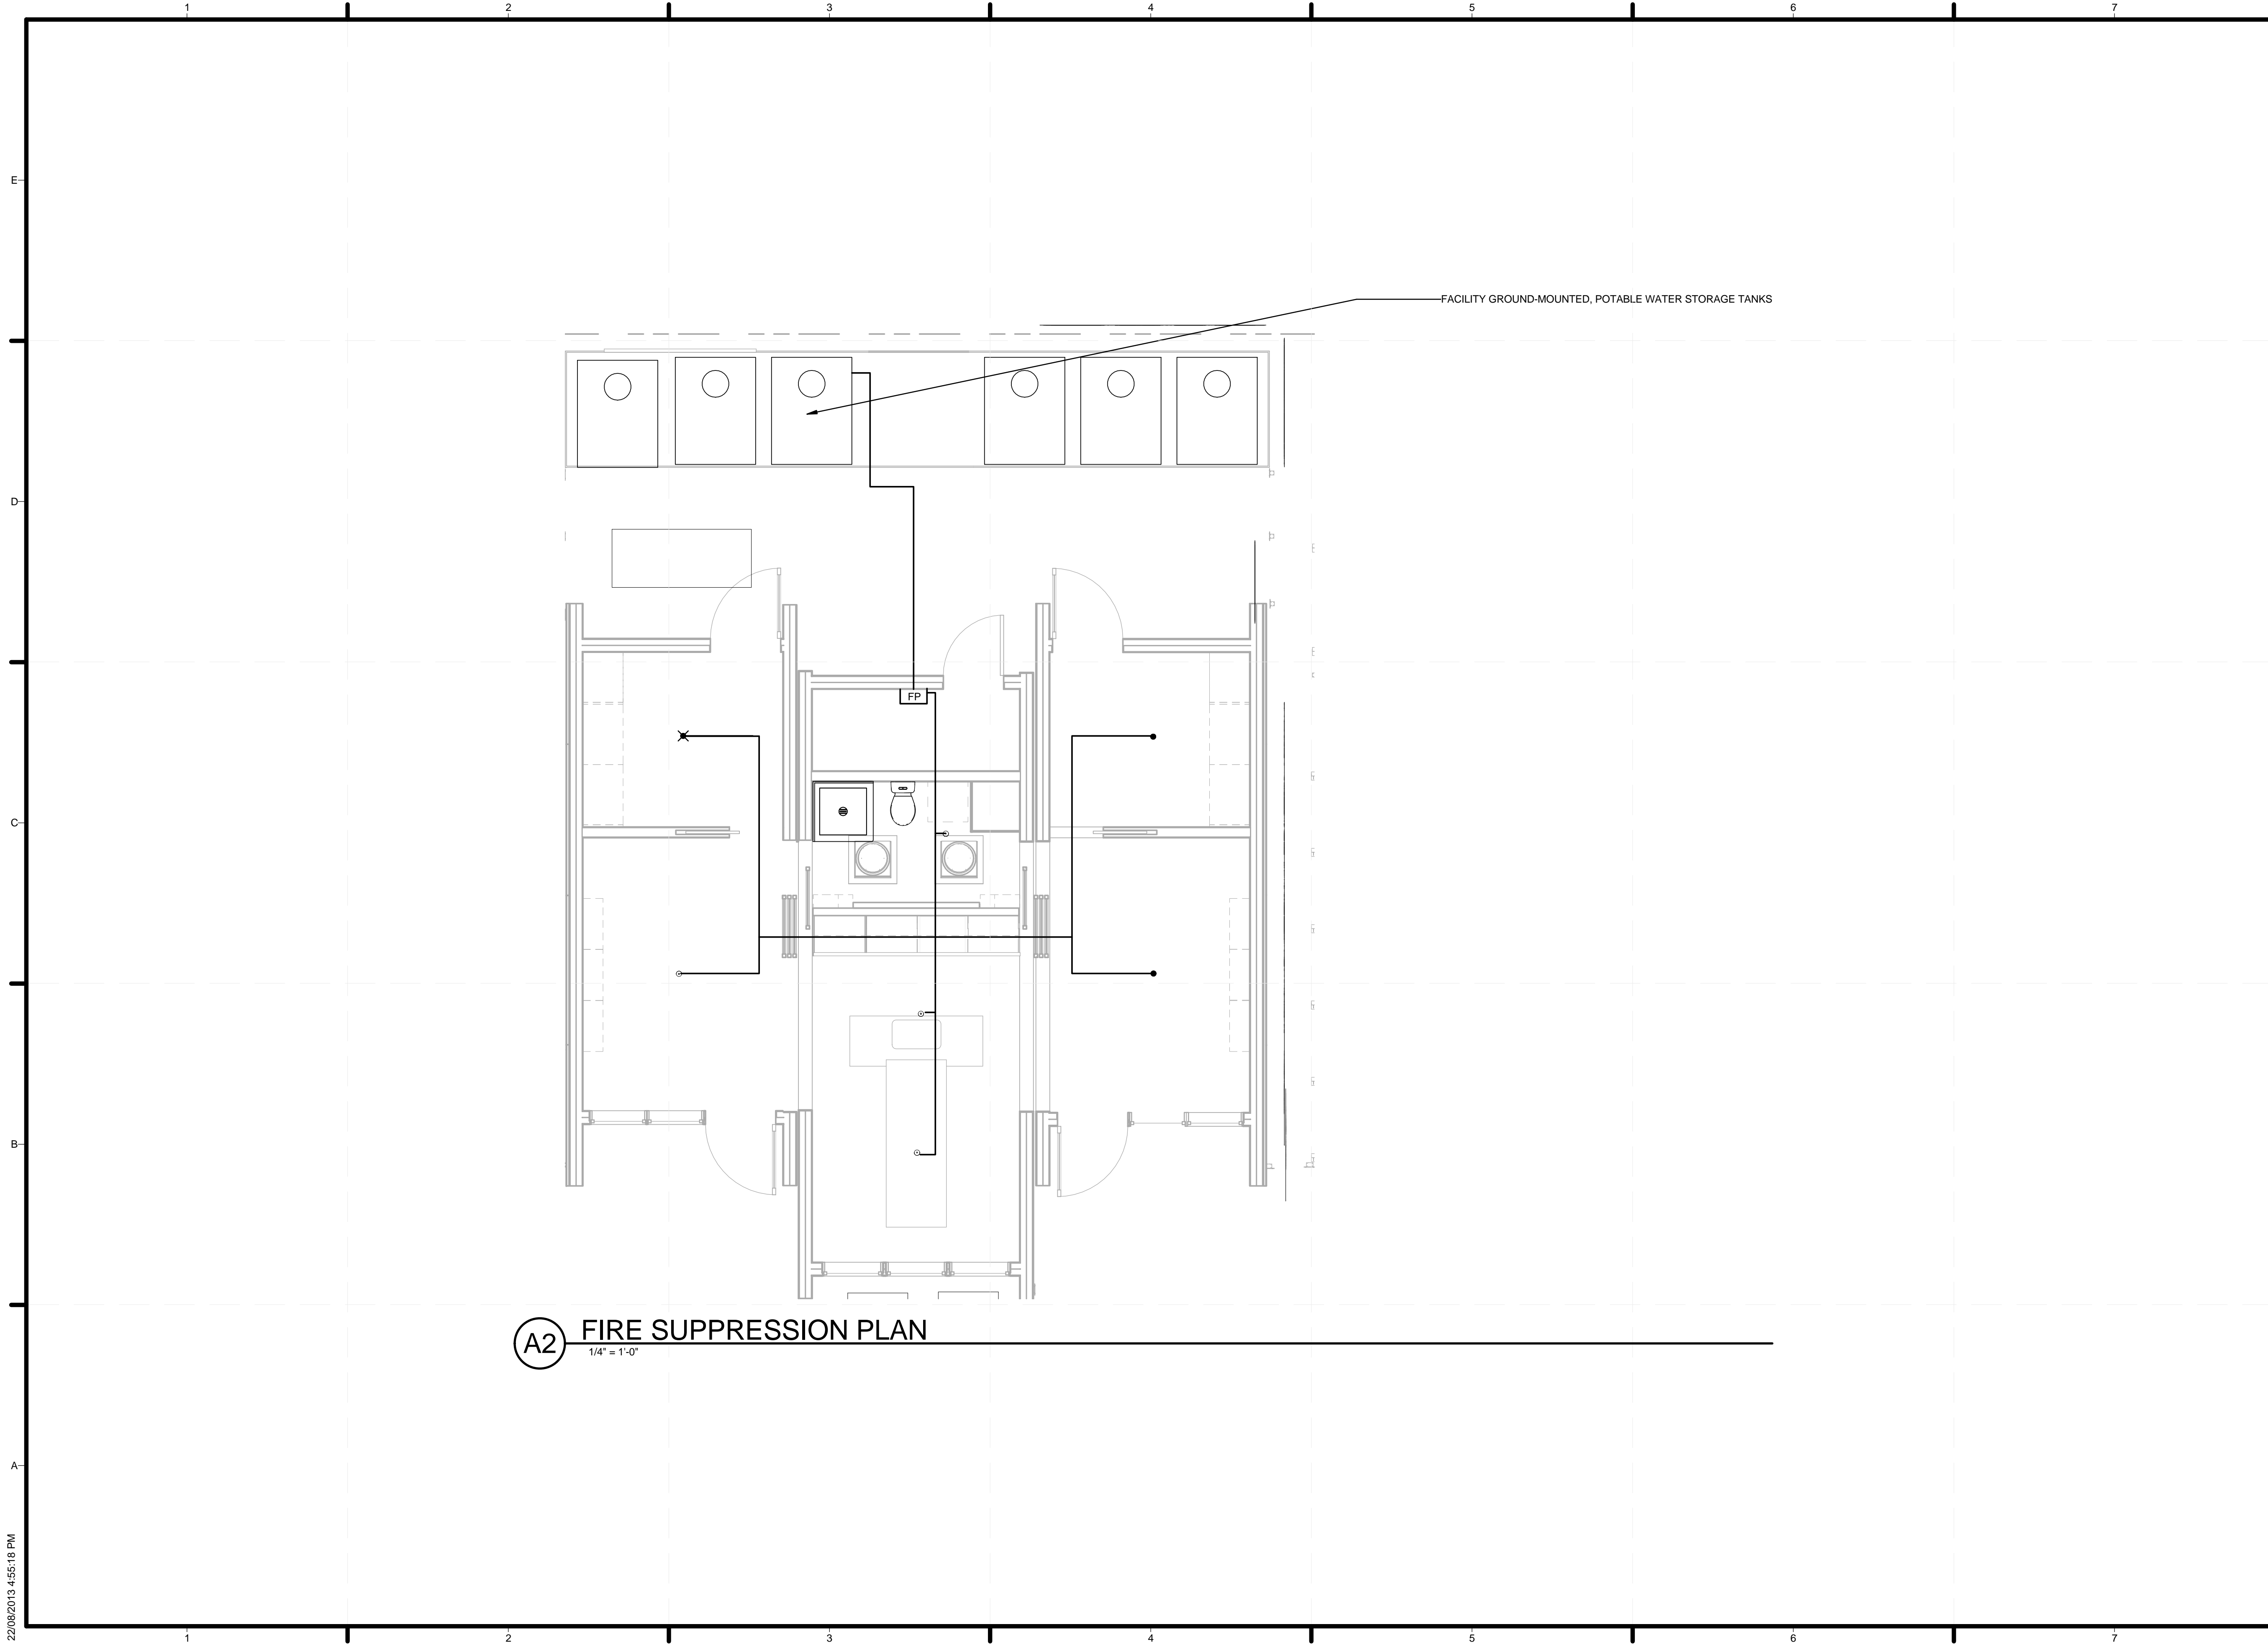 1 2 3 4 5 6 7
E
FACILITY GROUND-MOUNTED, POTABLE WATER STORAGE TANKS
D
FP
C
B
A2
FIRE SUPPRESSION PLAN
1/4" = 1'-0"
A
22/08/2013 4:55:18 PM
1 2 3 4 5 6 7